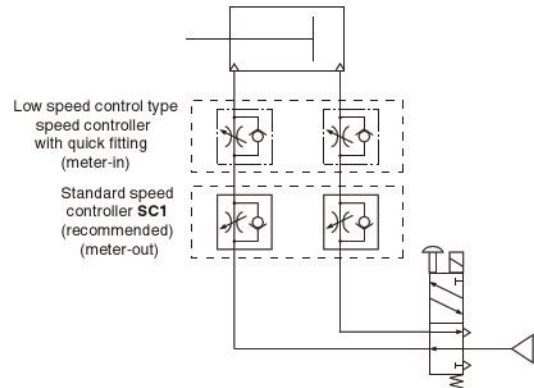 Low speed control type
speed controller
with quick fitting
(meter-in)
Standard speed
controller SC1
(recommended)
(meter-out)